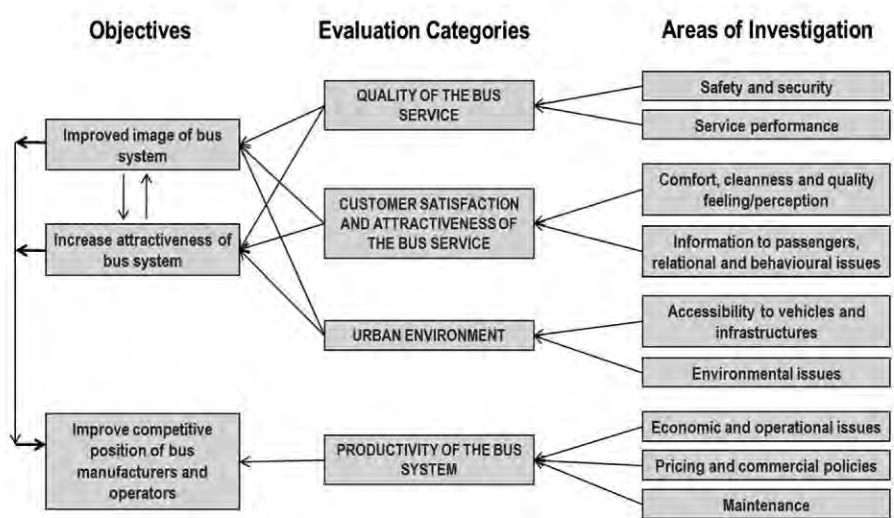 Objectives
Evaluation Categories
Areas of Investigation
Improved image of bus
system
Increase attractiveness of
bus system
Improve competitive
position of bus
manufacturers and
operators
QUALITY OF THE BUS
SERVICE
CUSTOMER SATISFACTION
AND ATTRACTIVENESS OF
THE BUS SERVICE
URBAN ENVIRONMENT
PRODUCTIVITY OF THE BUS
SYSTEM
Safety and security
Service performance
Comfort, cleanness and quality
feeling/perception
Information to passengers,
relational and behavioural issues
Accessibility to vehicles and
infrastructures
Environmental issues
Economic and operational issues
Pricing and commercial policies
Maintenance